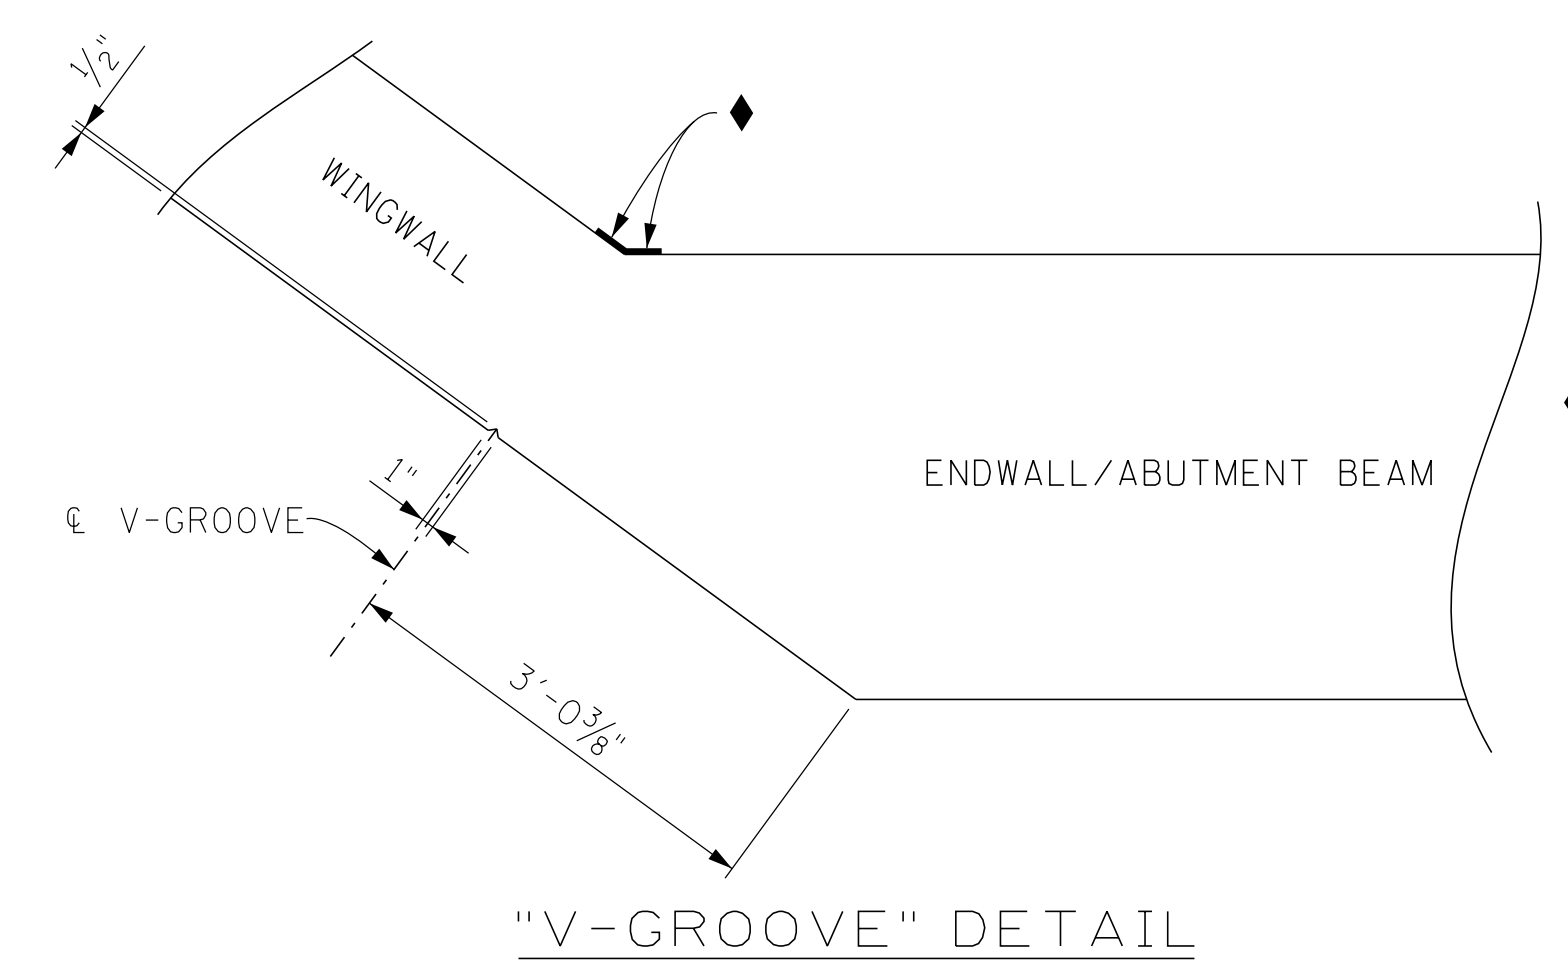 1/2"
WINGWALL
1"
℄ V-GROOVE
ENDWALL/ABUTMENT BEAM
3'-0 3/8"
"V-GROOVE" DETAIL